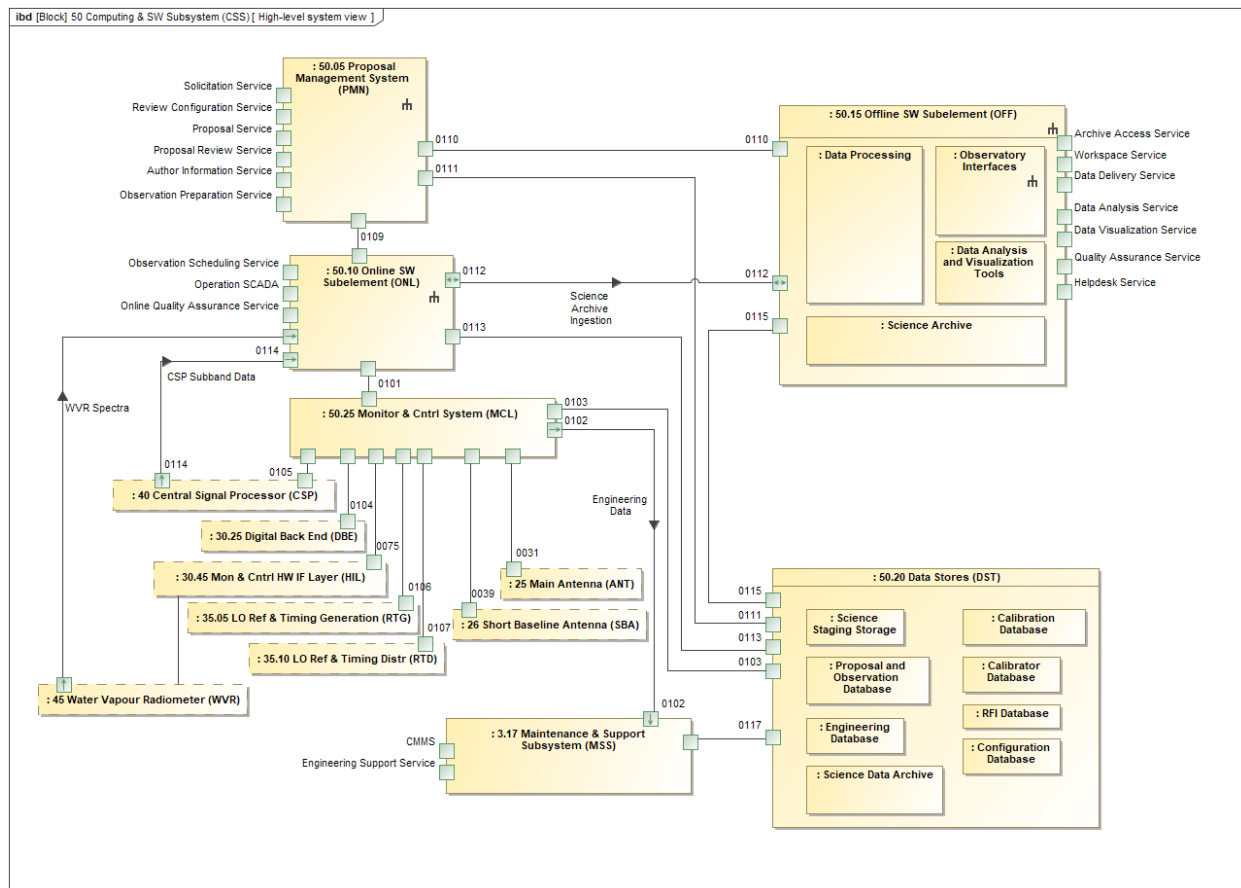 ibd [Block] 50 Computing & SW Subsystem (CSS) [ High-level system view ]
: 50.05 Proposal
Management System
(PMN)
Solicitation Service
Review Configuration Service
Proposal Service
Proposal Review Service
Author Information Service
Observation Preparation Service
0110
0111
0109
: 50.15 Offline SW Subelement (OFF)
0110
: Data Processing
: Observatory
Interfaces
: Data Analysis
and Visualization
Tools
: Science Archive
0112
0115
Archive Access Service
Workspace Service
Data Delivery Service
Data Analysis Service
Data Visualization Service
Quality Assurance Service
Helpdesk Service
: 50.10 Online SW
Subelement (ONL)
Observation Scheduling Service
Operation SCADA
Online Quality Assurance Service
0112
Science
Archive
Ingestion
0113
0114
CSP Subband Data
WVR Spectra
0101
: 50.25 Monitor & Cntrl System (MCL)
0103
0102
0114
0105
: 40 Central Signal Processor (CSP)
0104
: 30.25 Digital Back End (DBE)
0075
: 30.45 Mon & Cntrl HW IF Layer (HIL)
0106
: 35.05 LO Ref & Timing Generation (RTG)
0107
: 35.10 LO Ref & Timing Distr (RTD)
0031
: 25 Main Antenna (ANT)
0039
: 26 Short Baseline Antenna (SBA)
: 45 Water Vapour Radiometer (WVR)
Engineering
Data
0102
: 3.17 Maintenance & Support
Subsystem (MSS)
CMMS
Engineering Support Service
0117
: 50.20 Data Stores (DST)
0115
0111
0113
0103
: Science
Staging Storage
: Calibration
Database
: Proposal and
Observation
Database
: Calibrator
Database
: RFI Database
: Engineering
Database
: Configuration
Database
: Science Data Archive